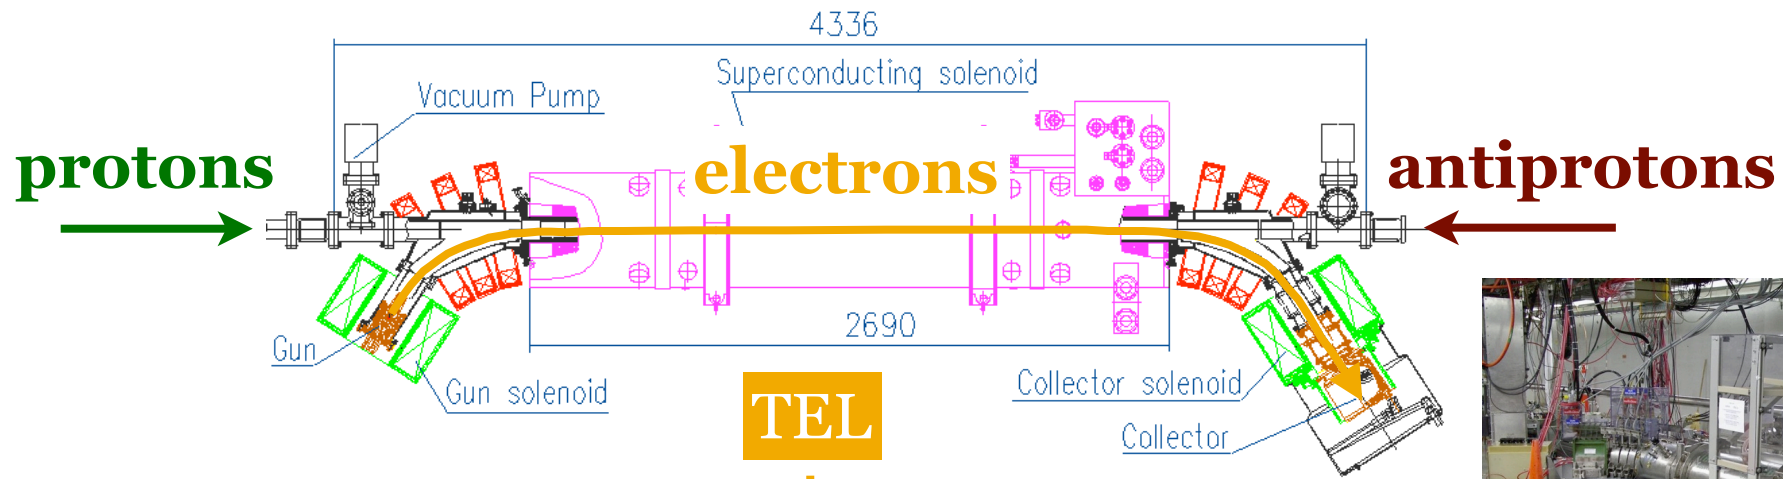 4336
Superconducting solenoid
Vacuum Pump
protons
electrons
antiprotons
2690
Gun
Gun solenoid
Collector solenoid
Collector
TEL